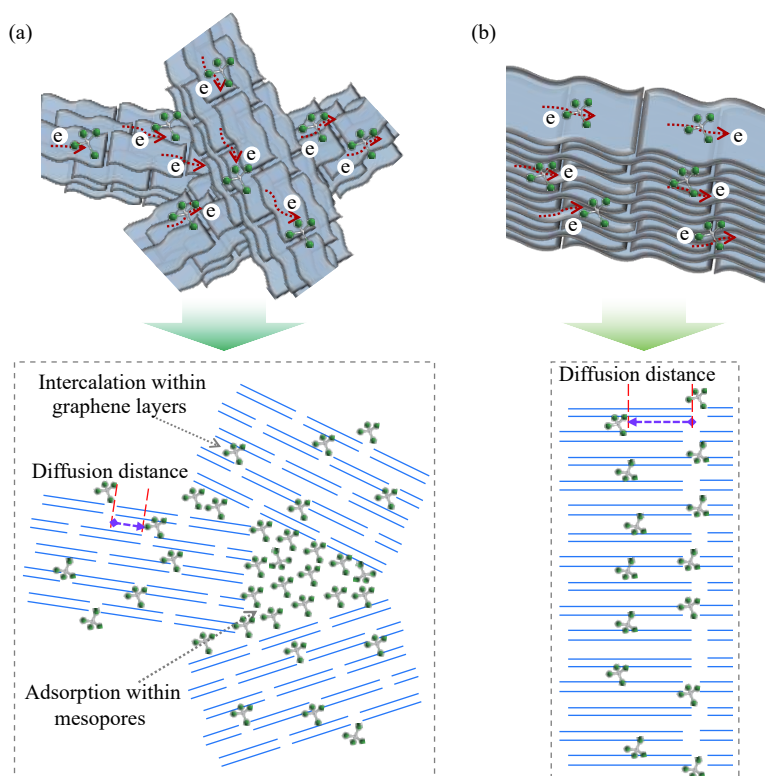 (a)
e
e
e
e
e
e
e
e
(b)
e
e
e
e
e
e
Intercalation within
graphene layers
Diffusion distance
Adsorption within
mesopores
Diffusion distance